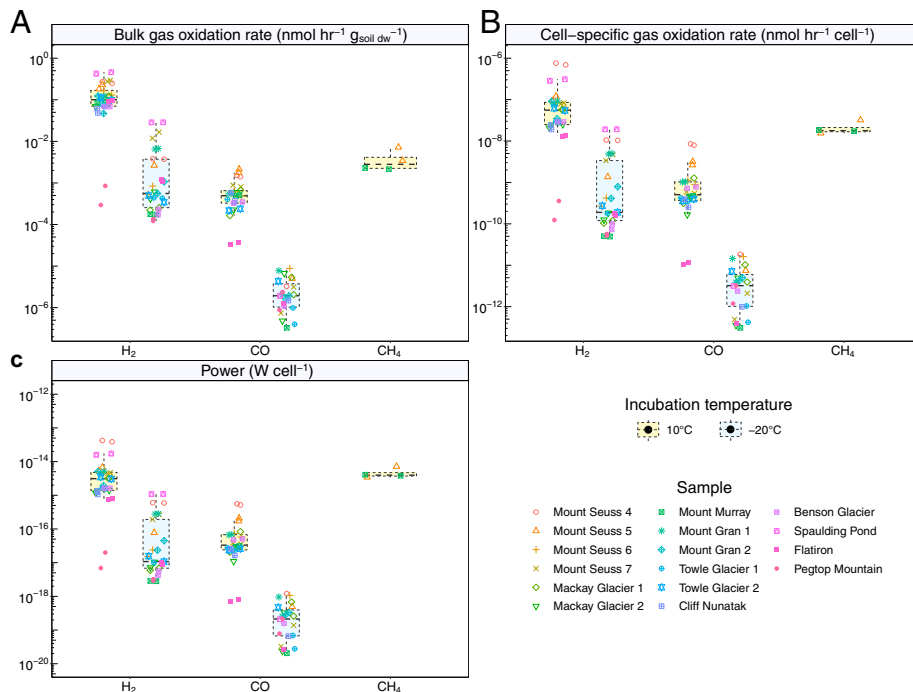 A
Bulk gas oxidation rate (nmol hr⁻¹ g_soil dw⁻¹)
10⁰
10⁻²
10⁻⁴
10⁻⁶
H₂ CO CH₄
B
Cell−specific gas oxidation rate (nmol hr⁻¹ cell⁻¹)
10⁻⁶
10⁻⁸
10⁻¹⁰
10⁻¹²
H₂ CO CH₄
c
Power (W cell⁻¹)
10⁻¹²
10⁻¹⁴
10⁻¹⁶
10⁻¹⁸
10⁻²⁰
H₂ CO CH₄
Incubation temperature
10°C −20°C
Sample
Mount Seuss 4
Mount Seuss 5
Mount Seuss 6
Mount Seuss 7
Mackay Glacier 1
Mackay Glacier 2
Mount Murray
Mount Gran 1
Mount Gran 2
Towle Glacier 1
Towle Glacier 2
Cliff Nunatak
Benson Glacier
Spaulding Pond
Flatiron
Pegtop Mountain